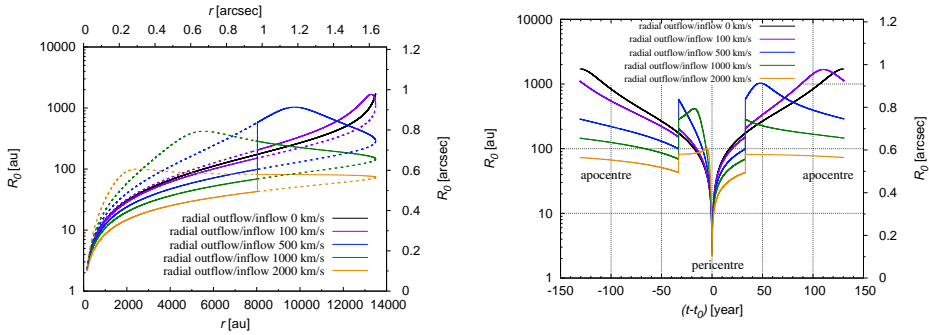 r [arcsec]
0 0.2 0.4 0.6 0.8 1 1.2 1.4 1.6
10000
1000
100
10
1
R0 [au]
1.2
1
0.8
0.6
0.4
0.2
0
R0 [arcsec]
radial outflow/inflow 0 km/s
radial outflow/inflow 100 km/s
radial outflow/inflow 500 km/s
radial outflow/inflow 1000 km/s
radial outflow/inflow 2000 km/s
0 2000 4000 6000 8000 10000 12000 14000
r [au]
10000
1000
100
10
1
R0 [au]
radial outflow/inflow 0 km/s
radial outflow/inflow 100 km/s
radial outflow/inflow 500 km/s
radial outflow/inflow 1000 km/s
radial outflow/inflow 2000 km/s
apocentre
apocentre
pericentre
1.2
1
0.8
0.6
0.4
0.2
0
R0 [arcsec]
-150 -100 -50 0 50 100 150
(t-t0) [year]